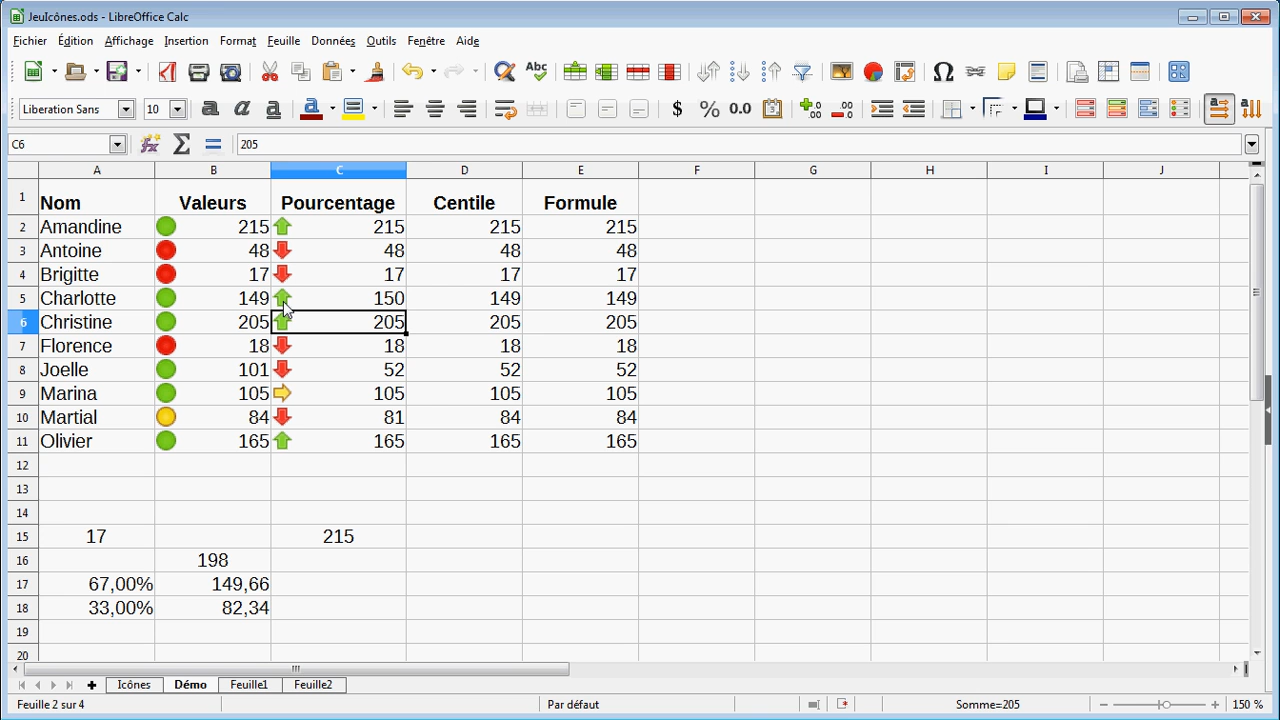 JeuIcônes.ods - LibreOffice Calc
Fichier Édition Affichage Insertion Format Feuille Données Outils Fenêtre Aide
Abc
Liberation Sans 10 a a a a $ % 0.0 .00 .00 a a
C6 fx Σ = 205
A B C D E F G H I J
1 Nom Valeurs Pourcentage Centile Formule
2 Amandine 215 215 215 215
3 Antoine 48 48 48 48
4 Brigitte 17 17 17 17
5 Charlotte 149 150 149 149
6 Christine 205 205 205 205
7 Florence 18 18 18 18
8 Joelle 101 52 52 52
9 Marina 105 105 105 105
10 Martial 84 81 84 84
11 Olivier 165 165 165 165
12
13
14
15 17 215
16 198
17 67,00% 149,66
18 33,00% 82,34
19
20
Icônes Démo Feuille1 Feuille2
Feuille 2 sur 4 Par défaut Somme=205 150 %